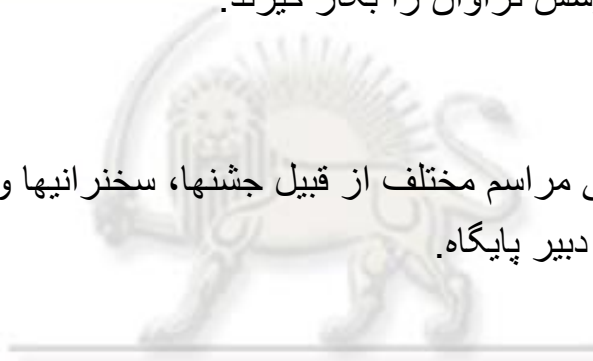 فراوان را بکار گیرند.
مراسم مختلف از قبیل جشنها، سخنرانیها و
دبیر پایگاه.